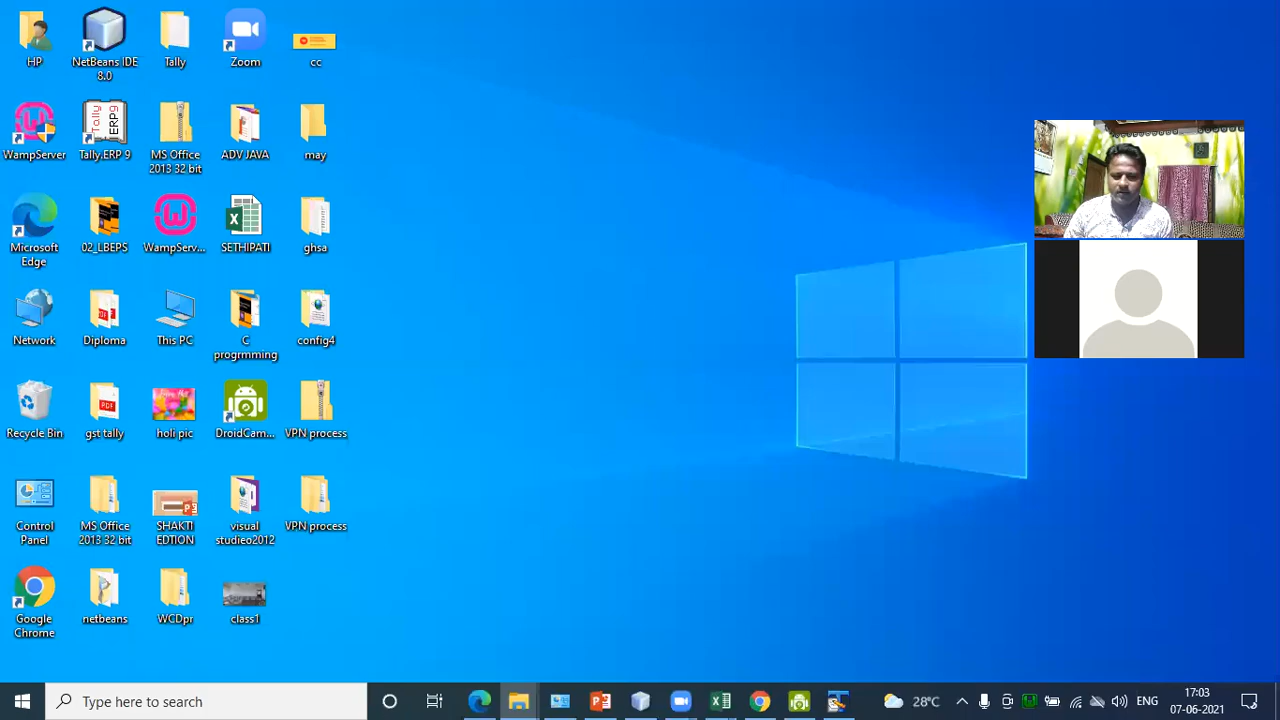 HP
NetBeans IDE
8.0
Tally
Zoom
cc
WampServer
Tally
ERP9
Tally.ERP 9
MS Office
2013 32 bit
ADV JAVA
may
Microsoft
Edge
02_LBEPS
WampServ...
SETHIPATI
ghsa
Network
Diploma
This PC
C
progrmming
config4
Recycle Bin
gst tally
holi pic
DroidCam...
VPN process
Control
Panel
MS Office
2013 32 bit
SHAKTI
EDTION
visual
studieo2012
VPN process
Google
Chrome
netbeans
WCDpr
class1
Type here to search
28°C
ENG
17:03
07-06-2021